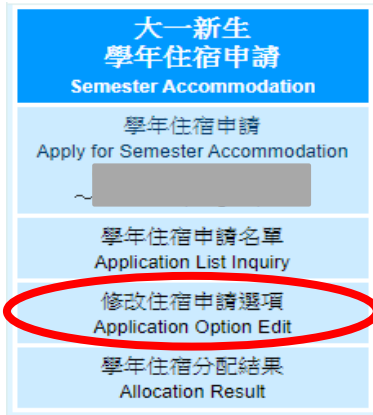 大一新生
學年住宿申請
Semester Accommodation
學年住宿申請
Apply for Semester Accommodation
～
學年住宿申請名單
Application List Inquiry
修改住宿申請選項
Application Option Edit
學年住宿分配結果
Allocation Result